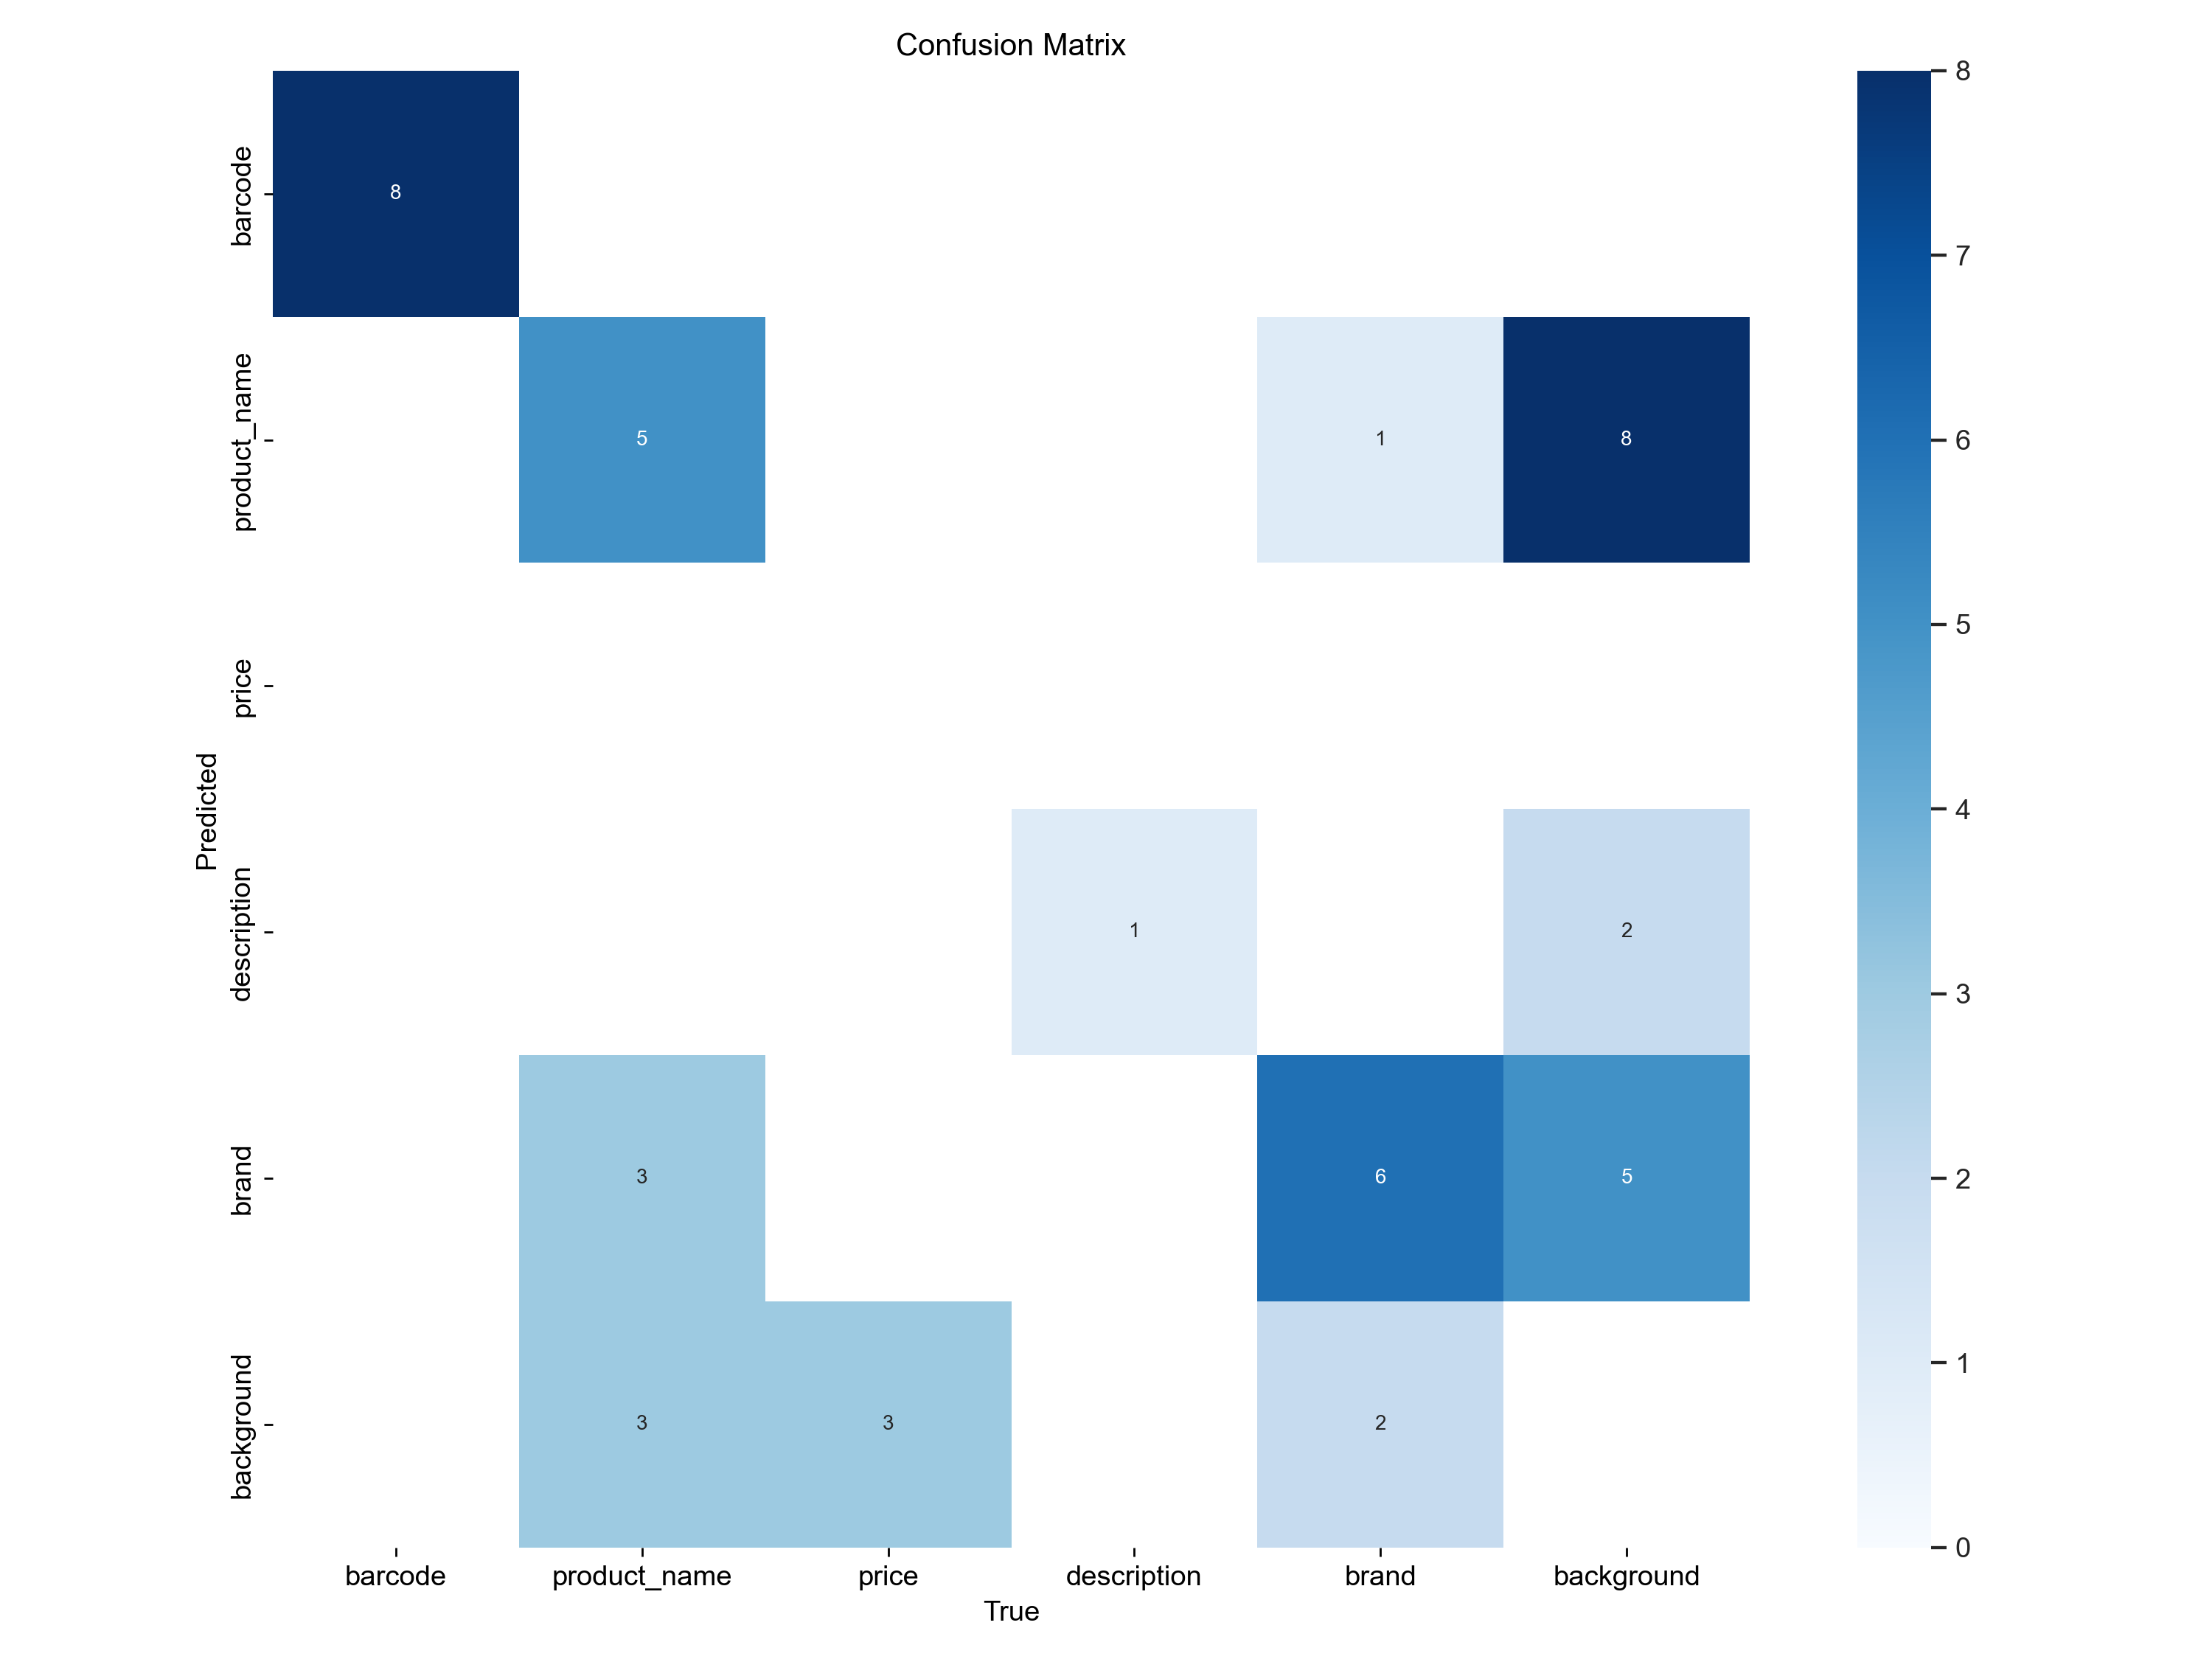 Confusion Matrix
barcode
8
product_name
5 1 8
price
description
1 2
brand
3 6 5
background
3 3 2
Predicted
barcode product_name price description brand background
True
8
7
6
5
4
3
2
1
0